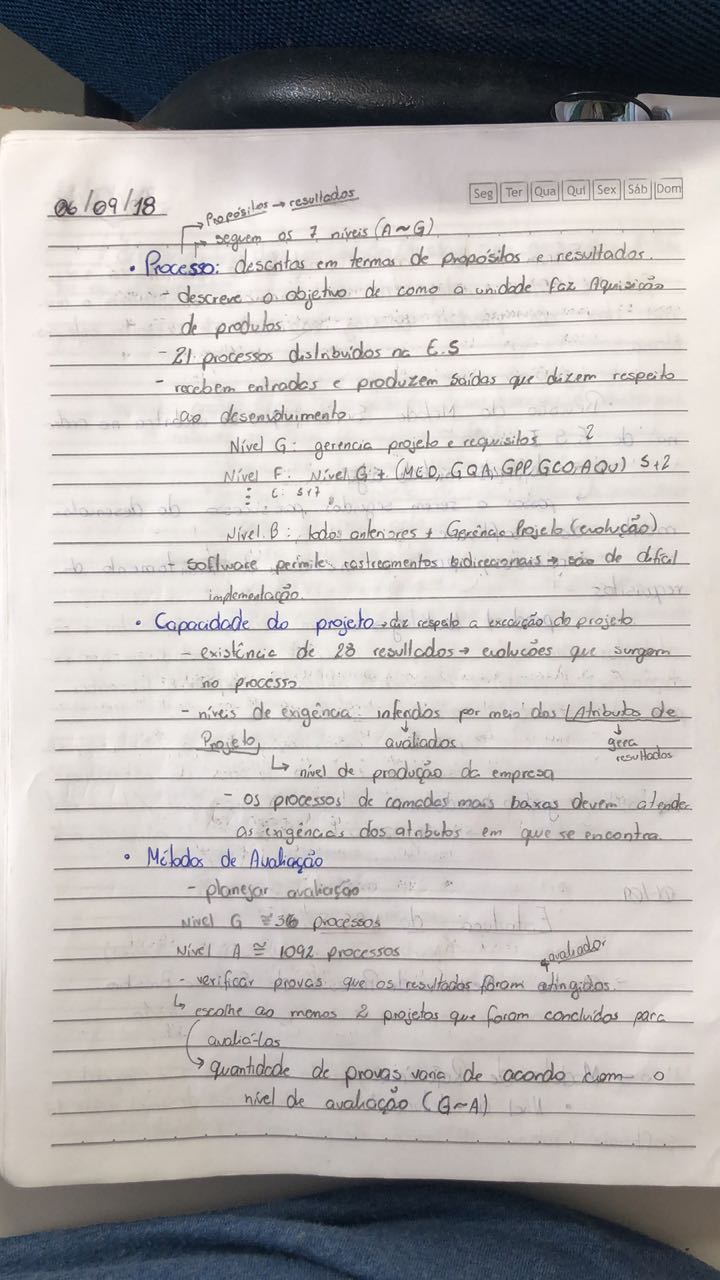 06/09/18
Seg Ter Qua Qui Sex Sáb Dom
Propósitos → resultados
→ seguem os 7 níveis (A~G)
• Processo: descritas em termos de propósitos e resultados.
- descreve o objetivo de como a unidade faz Aquisição
de produtos
- 21 processos distribuídos na E.S
- recebem entradas e produzem saídas que dizem respeito
ao desenvolvimento.
Nível G: gerencia projeto e requisitos 2
Nível F: Nível G + (MED, GQA, GPP, GCO, AQU) 5+2
⋮ C: 5+7
Nível B: todos anteriores + Gerência Projeto (evolução)
+ software permite rastreamentos bidirecionais → são de difícil
implementação.
• Capacidade do projeto → diz respeito a execução do projeto
- existência de 28 resultados → evoluções que surgem
no processo
- níveis de exigência: inferidos por meio dos Atributos de
Projeto ↓ avaliados ↓ gera
resultados
↳ nível de produção da empresa
- os processos de camadas mais baixas devem atender
as exigências dos atributos em que se encontra.
• Métodos de Avaliação
- planejar avaliação
Nível G ≅ processos
Nível A ≅ 1092 processos
avaliador
- verificar provas que os resultados foram atingidos.
↳ escolhe ao menos 2 projetos que foram concluídos para
avaliá-los
→ quantidade de provas varia de acordo com o
nível de avaliação (G~A)